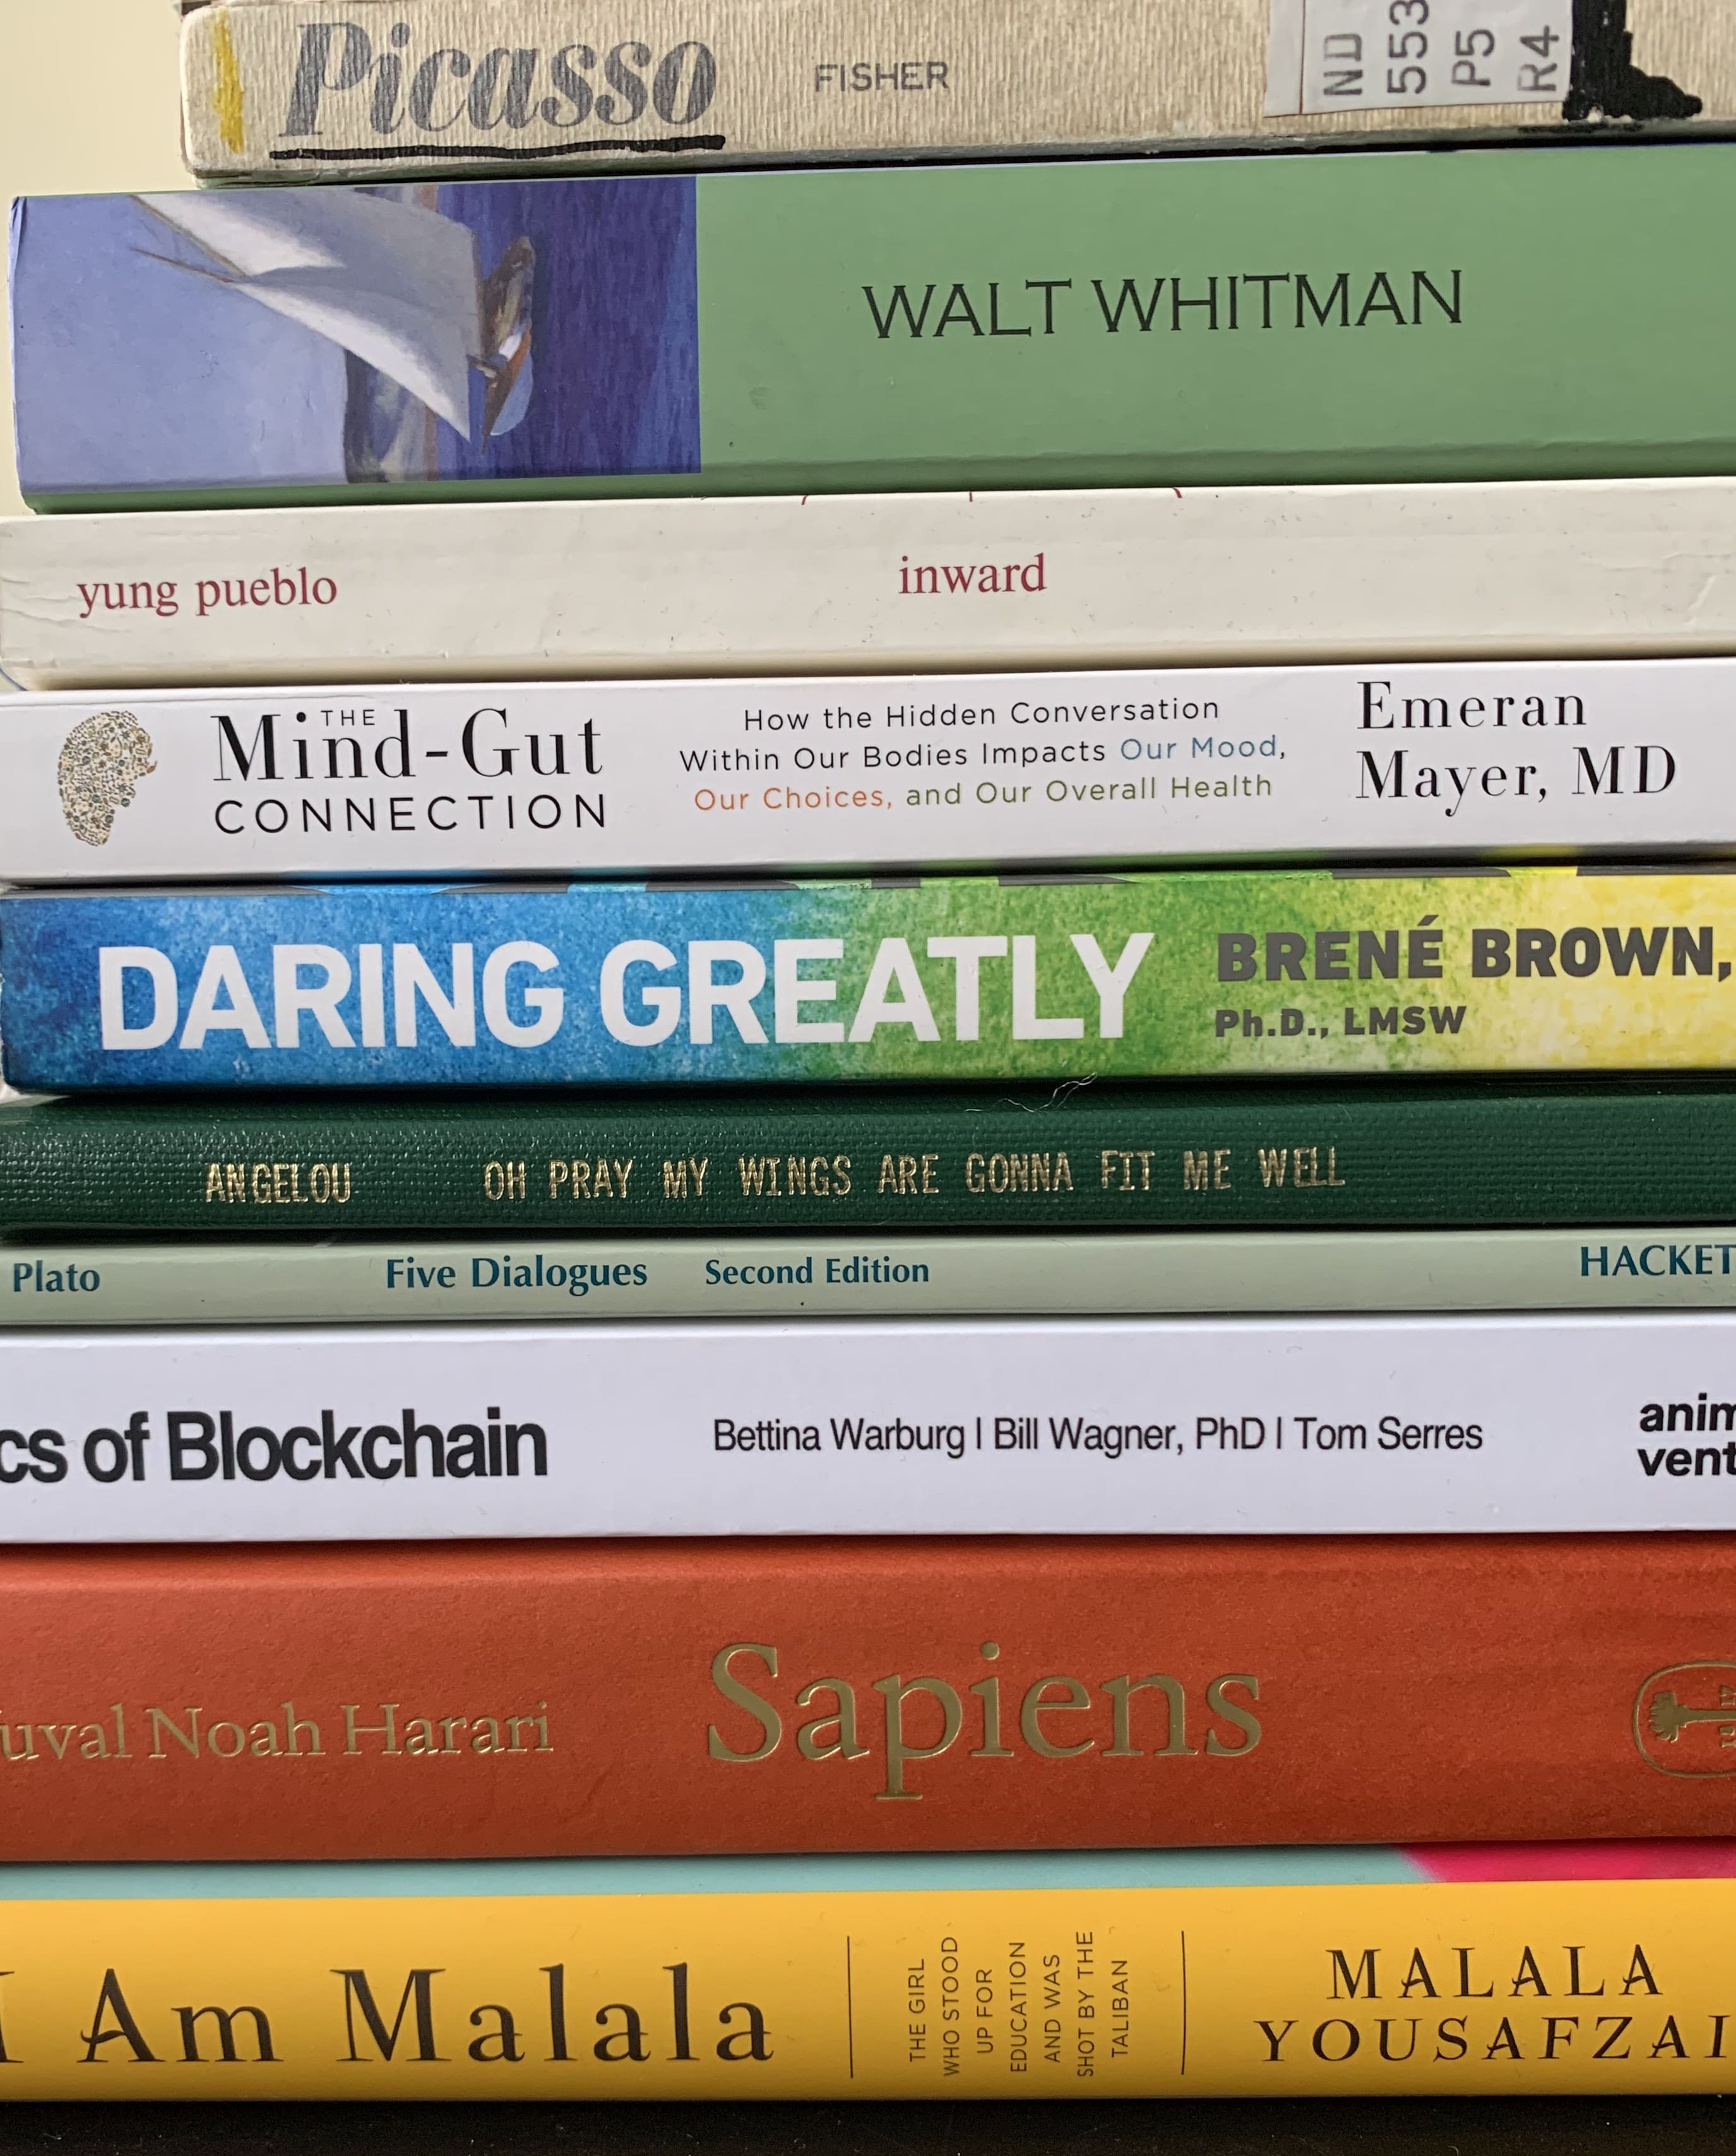 Picasso
FISHER
ND
553
P5
R4
WALT WHITMAN
yung pueblo
inward
THE
Mind-Gut
CONNECTION
How the Hidden Conversation
Within Our Bodies Impacts Our Mood,
Our Choices, and Our Overall Health
Emeran
Mayer, MD
DARING GREATLY
BRENÉ BROWN,
Ph.D., LMSW
ANGELOU
OH PRAY MY WINGS ARE GONNA FIT ME WELL
Plato
Five Dialogues
Second Edition
HACKET
cs of Blockchain
Bettina Warburg | Bill Wagner, PhD | Tom Serres
anim
vent
uval Noah Harari
Sapiens
I Am Malala
THE GIRL
WHO STOOD
UP FOR
EDUCATION
AND WAS
SHOT BY THE
TALIBAN
MALALA
YOUSAFZAI